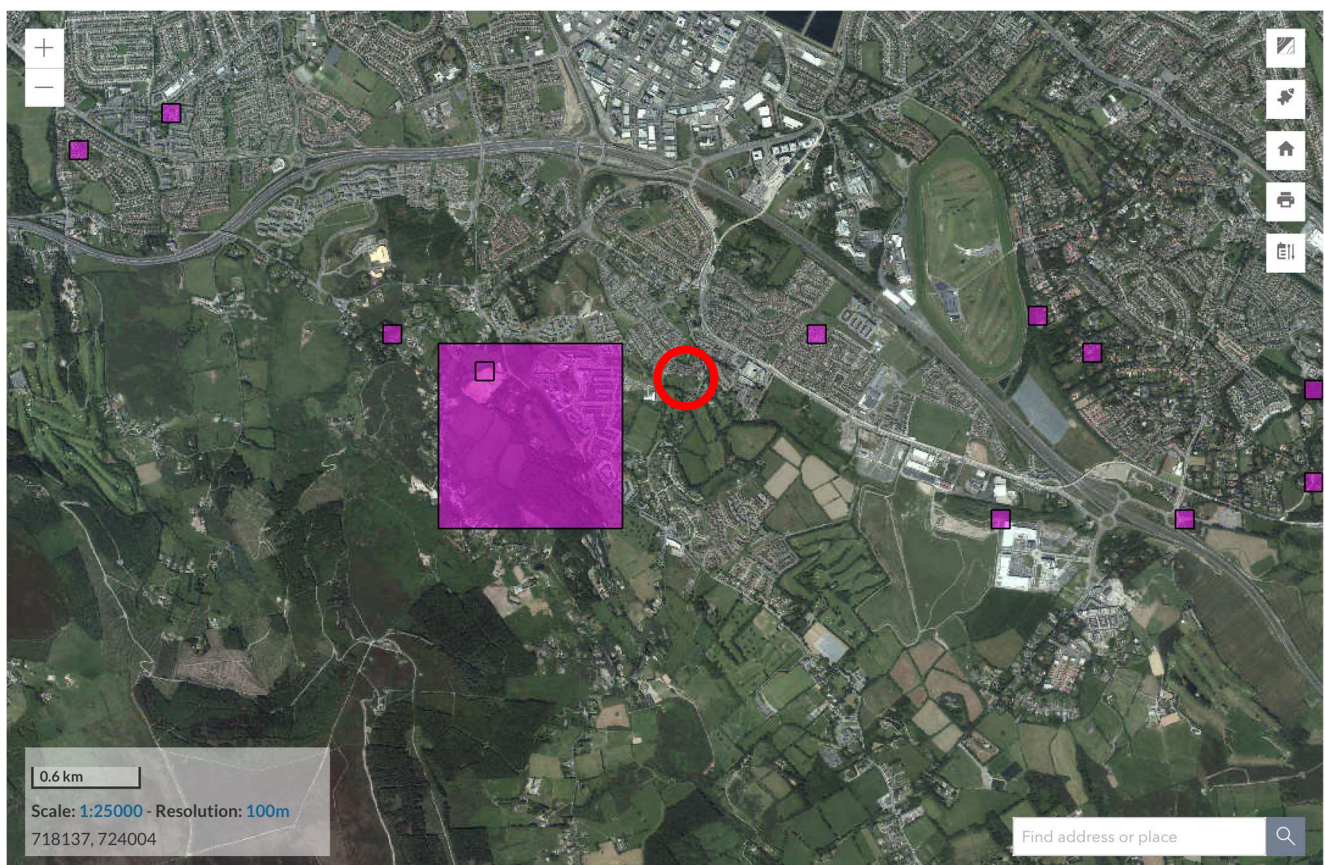 0.6 km
Scale: 1:25000 - Resolution: 100m
718137, 724004
Find address or place